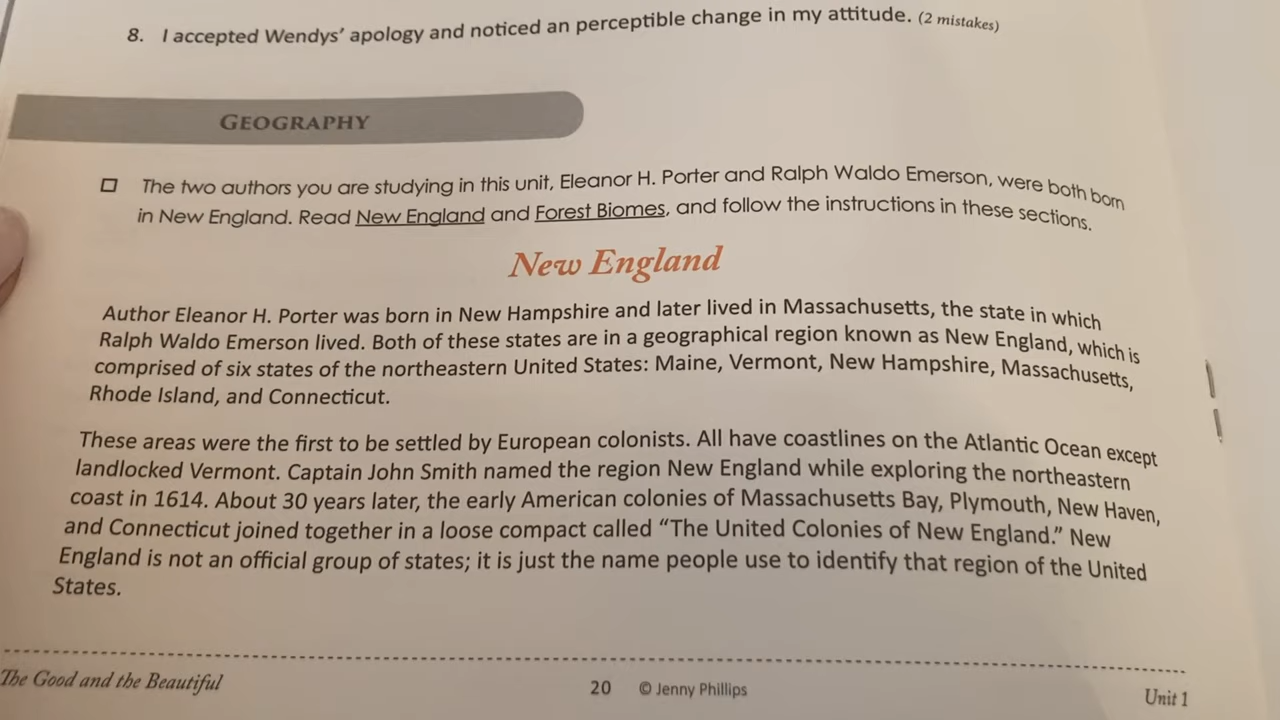 8. I accepted Wendys' apology and noticed an perceptible change in my attitude. (2 mistakes)
GEOGRAPHY
The two authors you are studying in this unit, Eleanor H. Porter and Ralph Waldo Emerson, were both born
in New England. Read New England and Forest Biomes, and follow the instructions in these sections.
New England
Author Eleanor H. Porter was born in New Hampshire and later lived in Massachusetts, the state in which
Ralph Waldo Emerson lived. Both of these states are in a geographical region known as New England, which is
comprised of six states of the northeastern United States: Maine, Vermont, New Hampshire, Massachusetts,
Rhode Island, and Connecticut.
These areas were the first to be settled by European colonists. All have coastlines on the Atlantic Ocean except
landlocked Vermont. Captain John Smith named the region New England while exploring the northeastern
coast in 1614. About 30 years later, the early American colonies of Massachusetts Bay, Plymouth, New Haven,
and Connecticut joined together in a loose compact called “The United Colonies of New England.” New
England is not an official group of states; it is just the name people use to identify that region of the United
States.
The Good and the Beautiful 20 © Jenny Phillips Unit 1